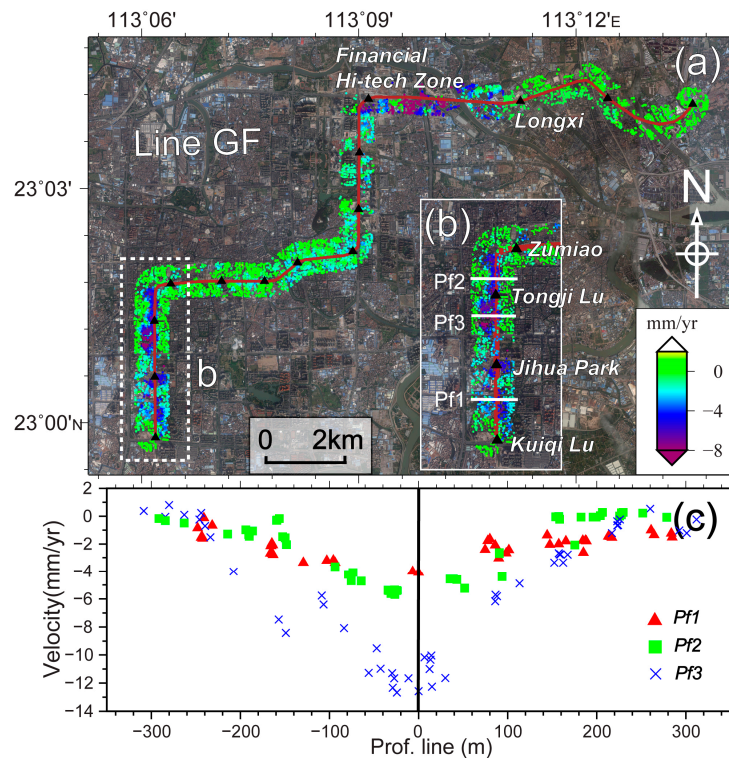 113°06' 113°09' 113°12'
Financial
Hi-tech Zone
(a)
Line GF
Longxi
23°03'
N
(b)
Zumiao
Pf2
Tongji Lu
Pf3
mm/yr
b
Jihua Park
0
Pf1
−4
23°00'N
0 2km
Kuiqi Lu
−8
2
(c)
0
−2
−4
−6
−8
−10
−12
−14
Velocity(mm/yr)
Pf1
Pf2
Pf3
−300 −200 −100 0 100 200 300
Prof. line (m)